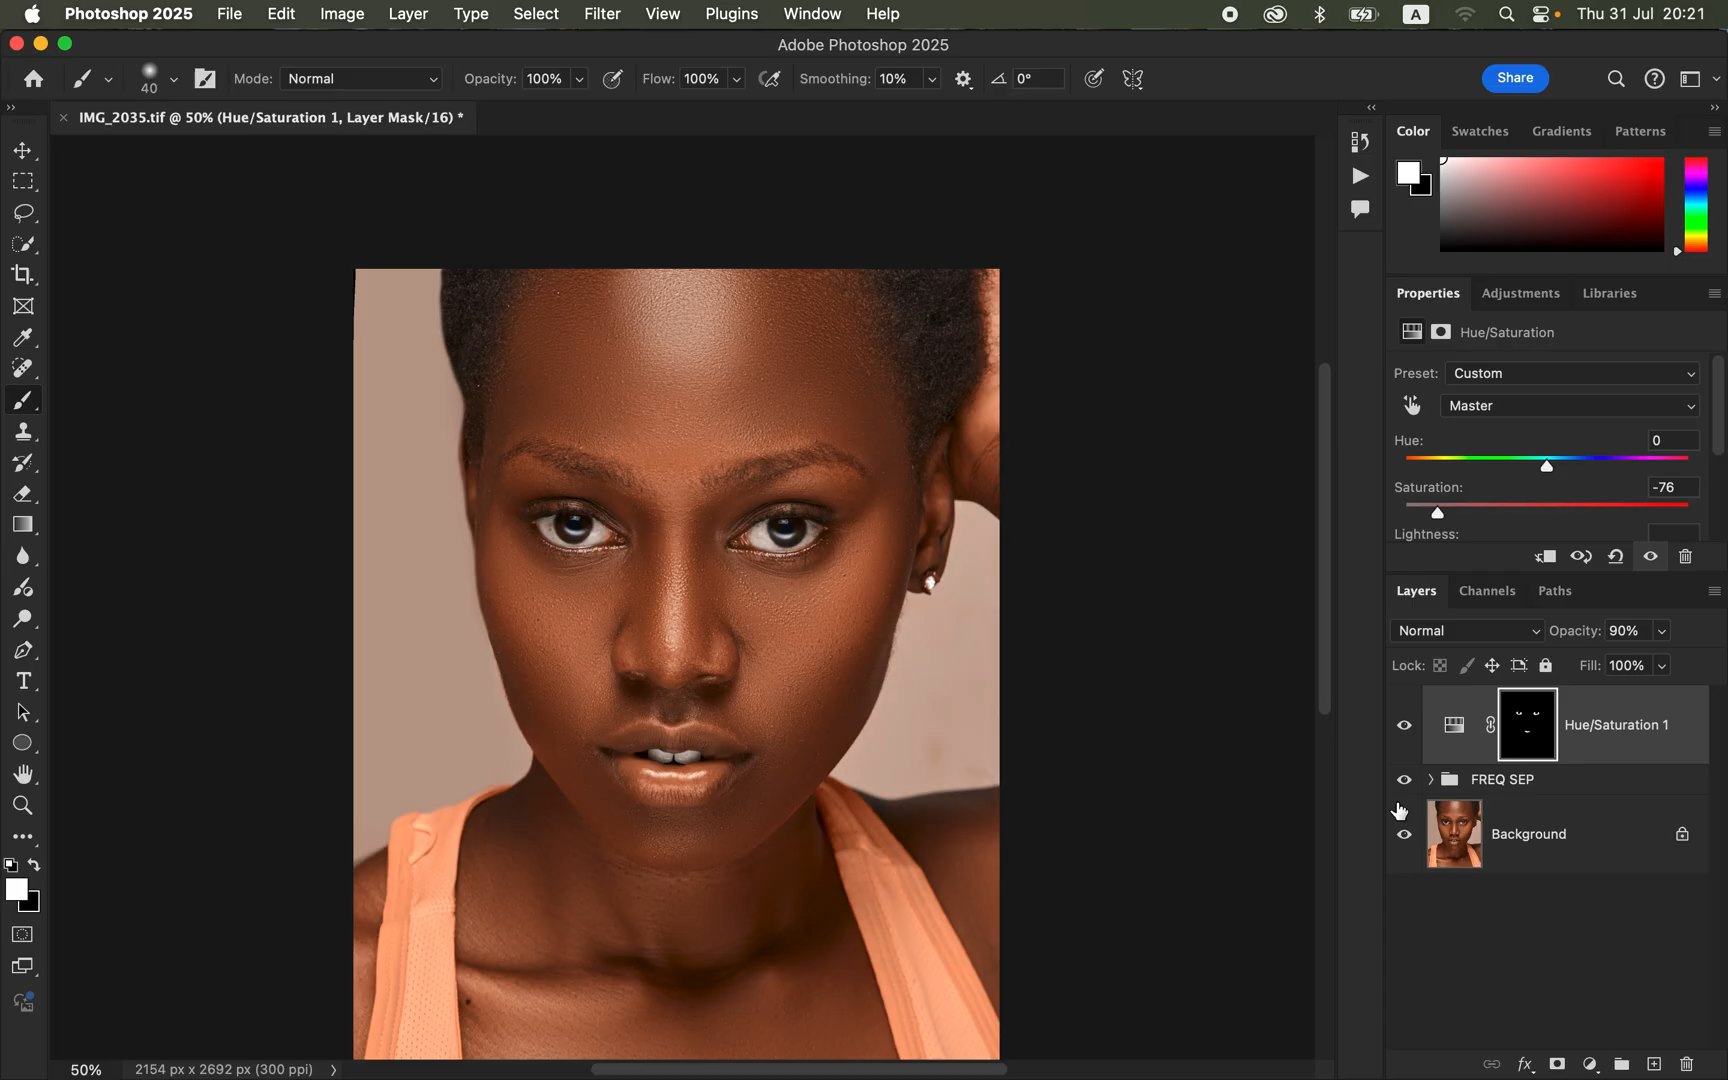 Photoshop 2025 File Edit Image Layer Type Select Filter View Plugins Window Help A Thu 31 Jul 20:21
Adobe Photoshop 2025
40 Mode: Normal Opacity: 100% Flow: 100% Smoothing: 10% 0° Share
IMG_2035.tif @ 50% (Hue/Saturation 1, Layer Mask/16) *
Color Swatches Gradients Patterns
Properties Adjustments Libraries
Hue/Saturation
Preset: Custom
Master
Hue: 0
Saturation: -76
Lightness:
Layers Channels Paths
Normal Opacity: 90%
Lock: Fill: 100%
Hue/Saturation 1
FREQ SEP
Background
50% 2154 px x 2692 px (300 ppi)